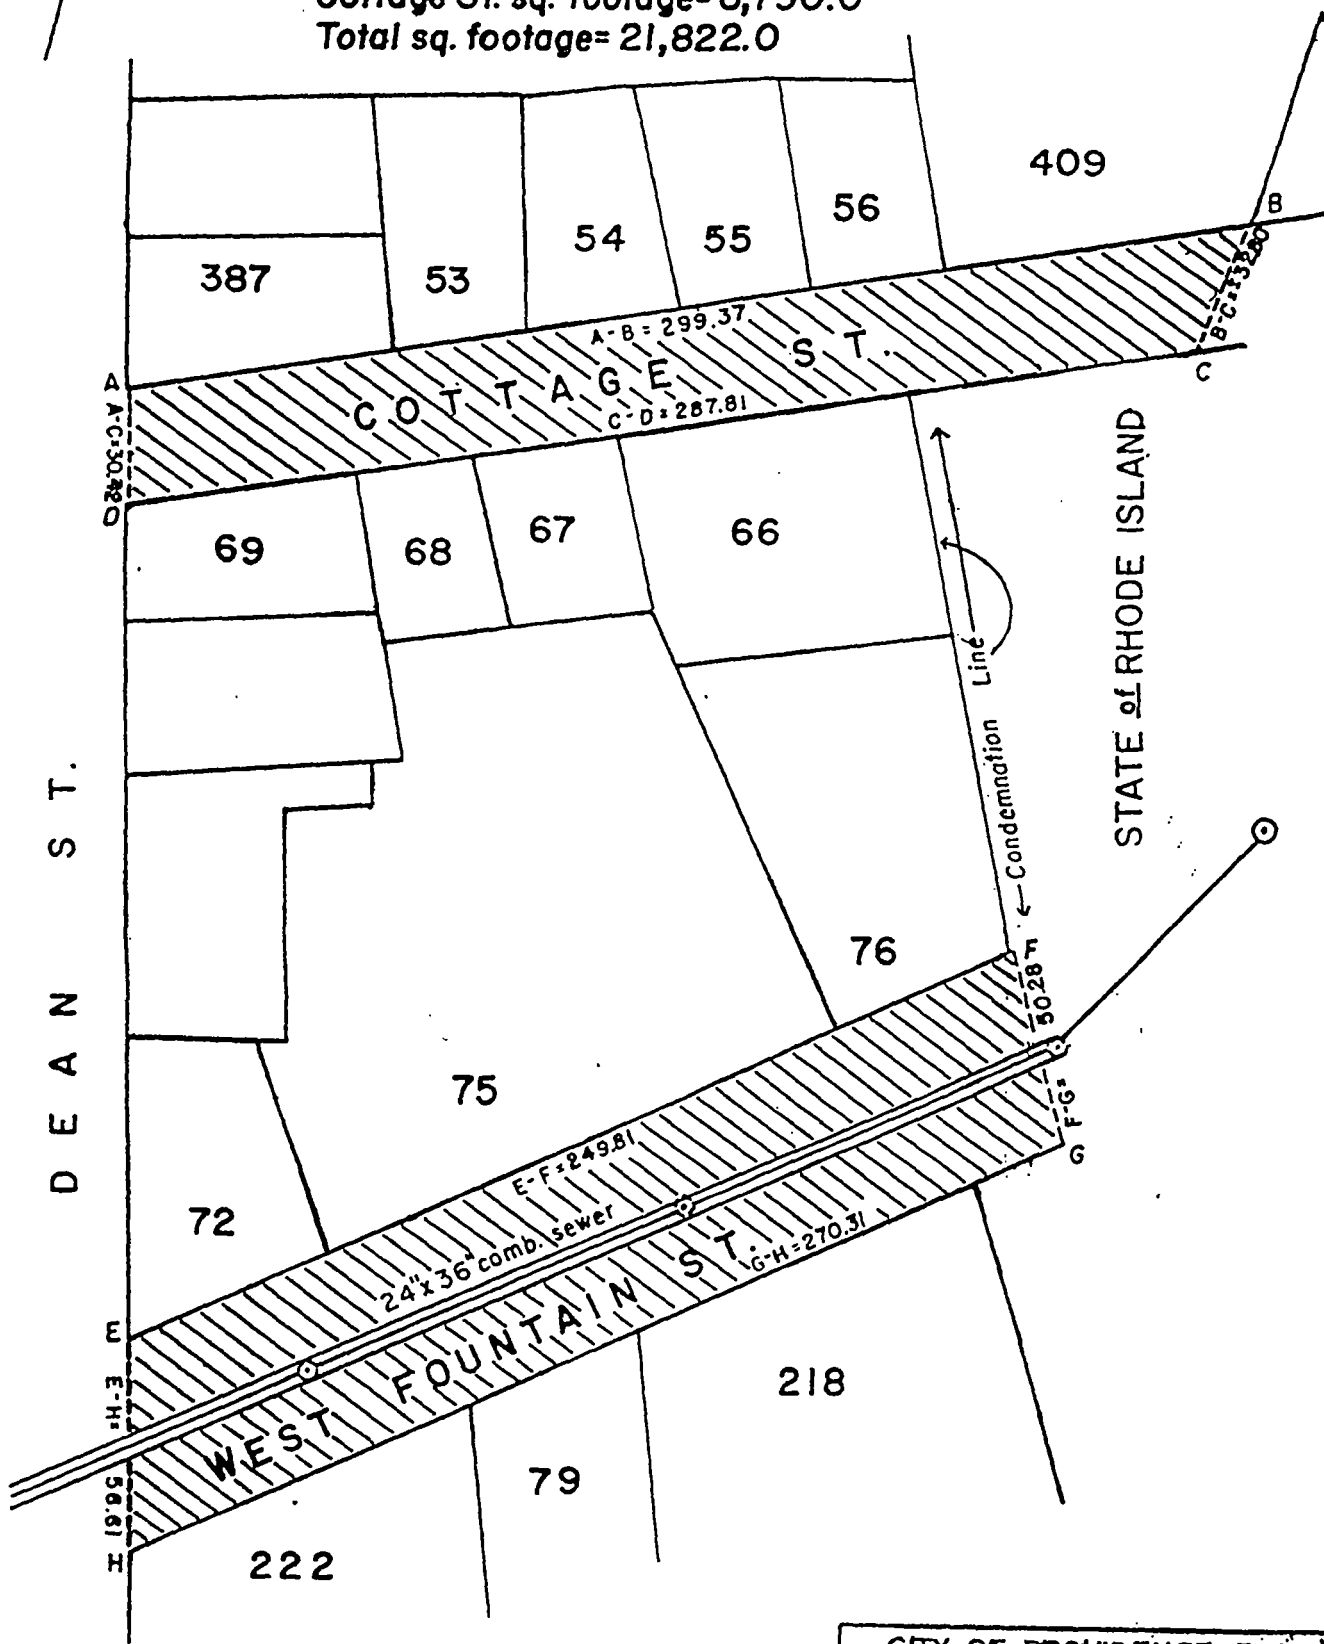 Total sq. footage= 21,822.0
409
B
56
54
55
387
53
A-B = 299.37
COTTAGE ST.
C-D = 287.81
A
D
C
69
68
67
66
Line
Condemnation
STATE of RHODE ISLAND
DEAN ST.
76
F
50.28
F-G=
G
75
E-F=249.81
72
24"x36" comb. sewer
G-H=270.31
WEST FOUNTAIN ST.
E
E-H=
56.61
H
218
79
222